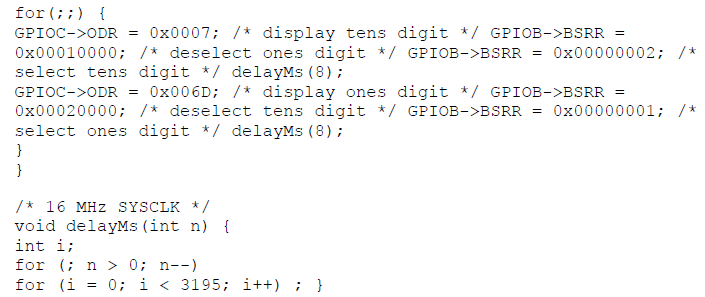 for(;;) {
GPIOC->ODR = 0x0007; /* display tens digit */ GPIOB->BSRR =
0x00010000; /* deselect ones digit */ GPIOB->BSRR = 0x00000002; /*
select tens digit */ delayMs(8);
GPIOC->ODR = 0x006D; /* display ones digit */ GPIOB->BSRR =
0x00020000; /* deselect tens digit */ GPIOB->BSRR = 0x00000001; /*
select ones digit */ delayMs(8);
}
}
/* 16 MHz SYSCLK */
void delayMs(int n) {
int i;
for (; n > 0; n--)
for (i = 0; i < 3195; i++) ; }